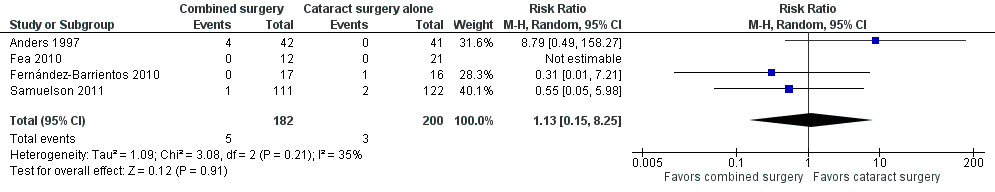 Combined surgery Cataract surgery alone Risk Ratio Risk Ratio
Study or Subgroup Events Total Events Total Weight M-H, Random, 95% CI M-H, Random, 95% CI
Anders 1997 4 42 0 41 31.6% 8.79 [0.49, 158.27]
Fea 2010 0 12 0 21 Not estimable
Fernández-Barrientos 2010 0 17 1 16 28.3% 0.31 [0.01, 7.21]
Samuelson 2011 1 111 2 122 40.1% 0.55 [0.05, 5.98]
Total (95% CI) 182 200 100.0% 1.13 [0.15, 8.25]
Total events 5 3
Heterogeneity: Tau² = 1.09; Chi² = 3.08, df = 2 (P = 0.21); I² = 35%
Test for overall effect: Z = 0.12 (P = 0.91)
0.005 0.1 1 10 200
Favors combined surgery Favors cataract surgery